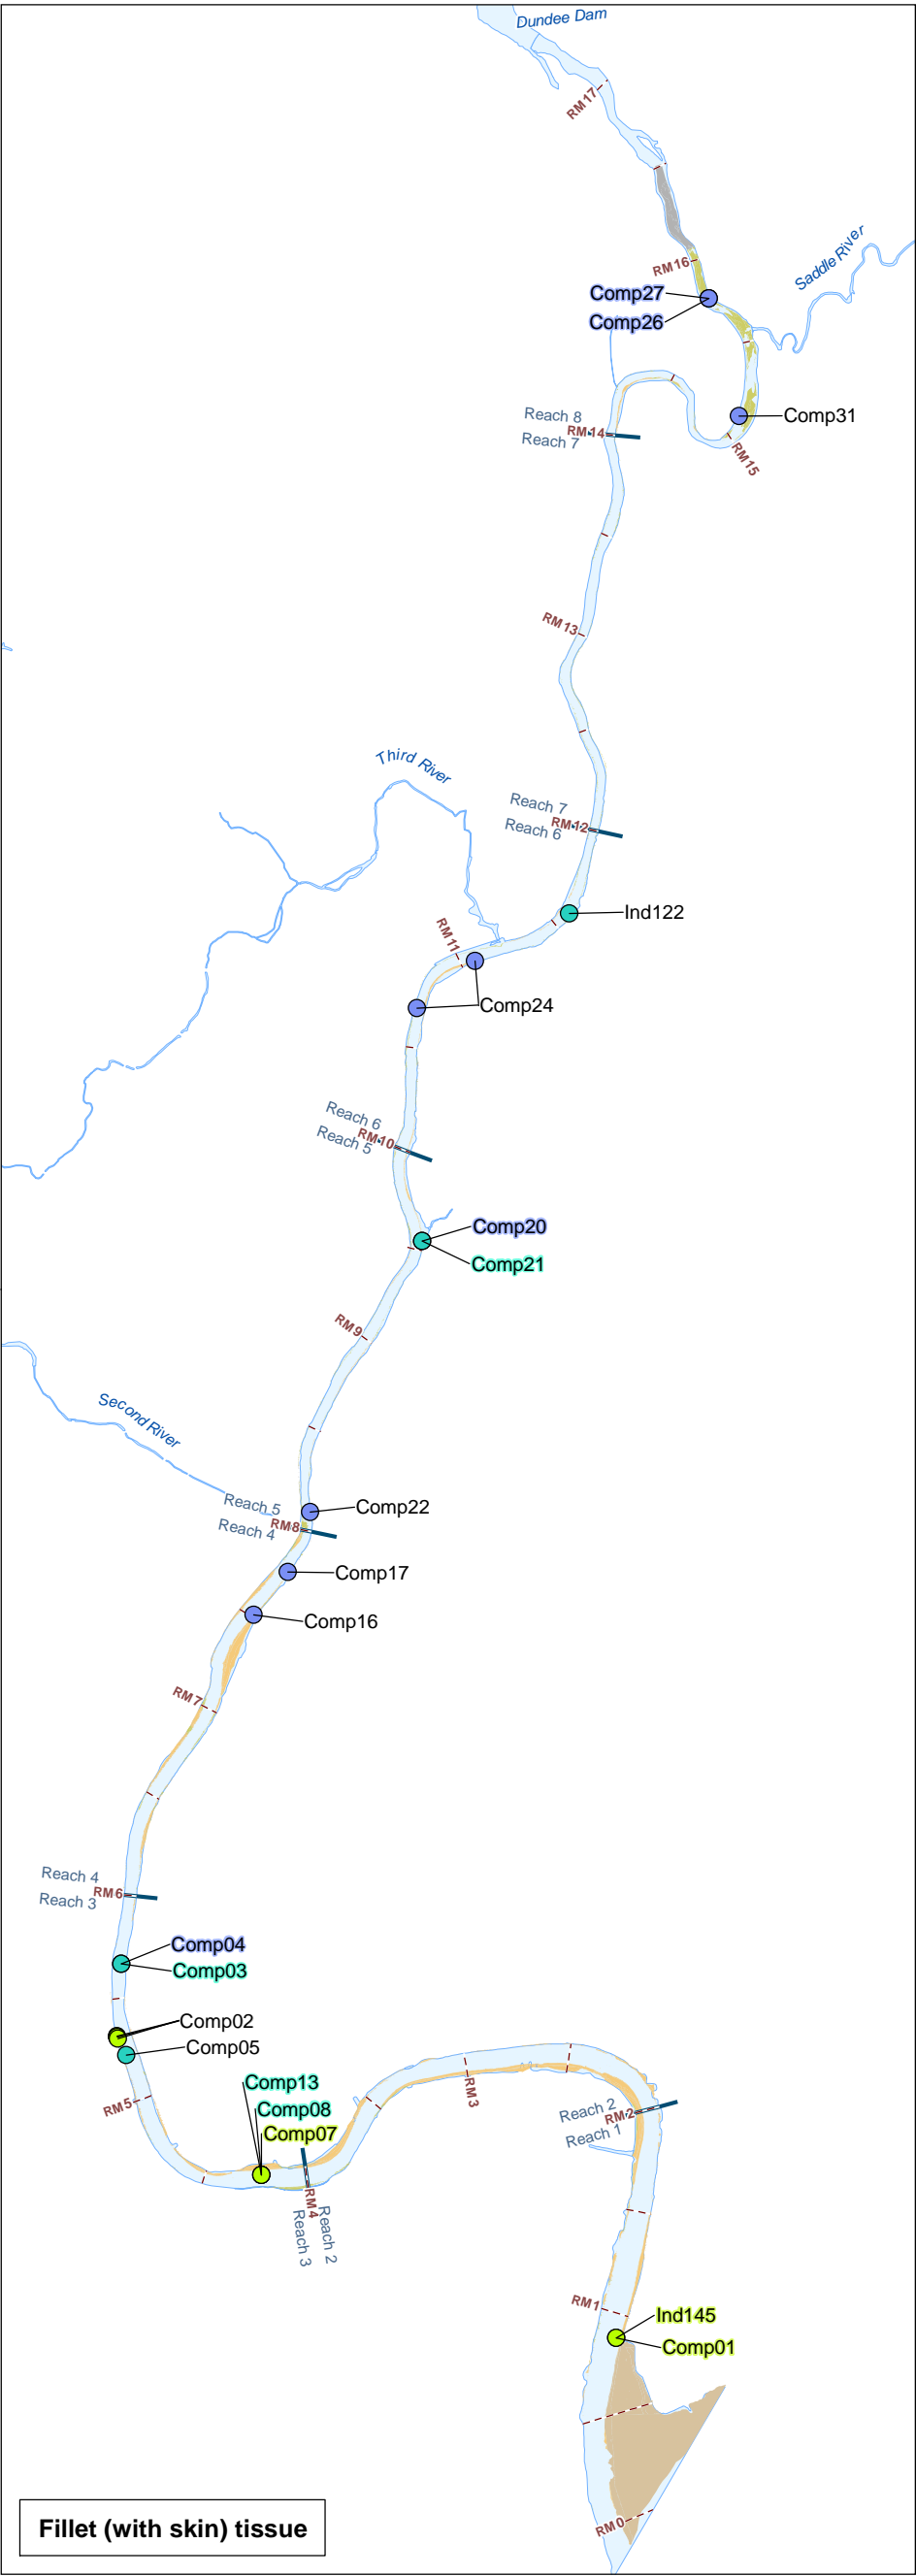 Dundee Dam
RM17
Saddle River
RM16
Comp27
Comp26
Comp31
Reach 8
RM14
Reach 7
RM15
RM13
Third River
Reach 7
RM12
Reach 6
Ind122
RM11
Comp24
Reach 6
RM10
Reach 5
Comp20
Comp21
RM9
Second River
Reach 5
Comp22
RM8
Reach 4
Comp17
Comp16
RM7
Reach 4
RM6
Reach 3
Comp04
Comp03
Comp02
Comp05
RM3
Comp13
RM5
Comp08
Reach 2
RM2
Comp07
Reach 1
RM4
Reach 2
Reach 3
RM1
Ind145
Comp01
RM0
Fillet (with skin) tissue